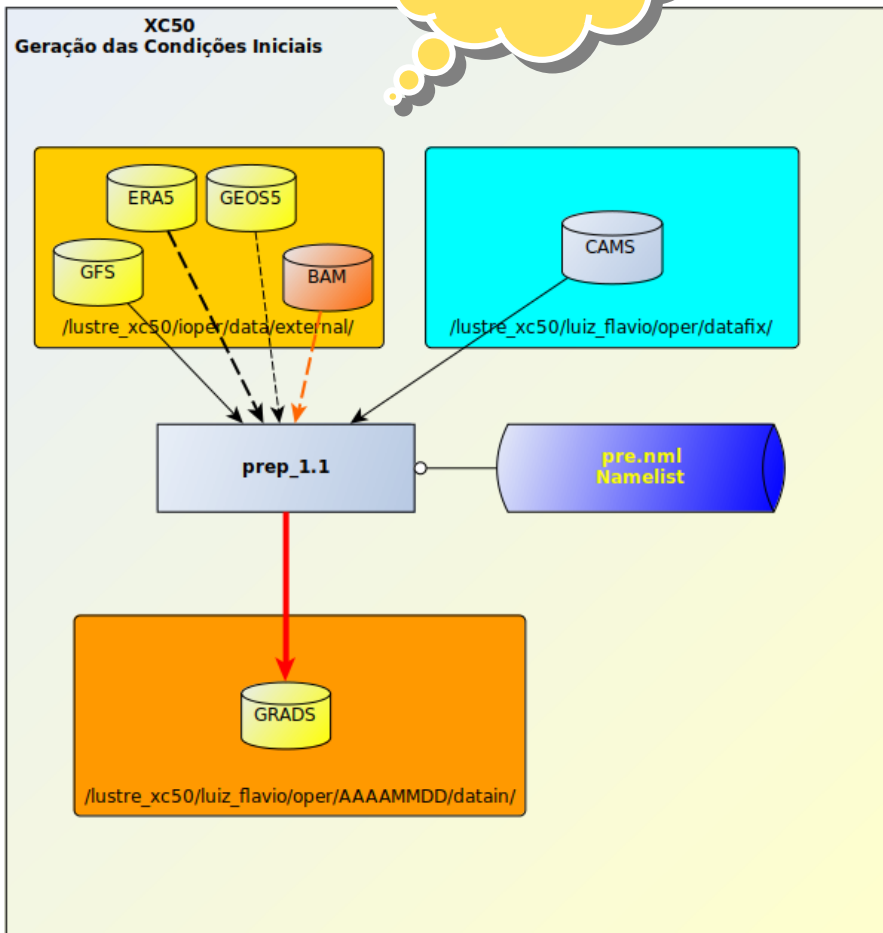 XC50
Geração das Condições Iniciais
ERA5
GEOS5
GFS
BAM
/lustre_xc50/ioper/data/external/
CAMS
/lustre_xc50/luiz_flavio/oper/datafix/
prep_1.1
pre.nml
Namelist
GRADS
/lustre_xc50/luiz_flavio/oper/AAAAMMDD/datain/